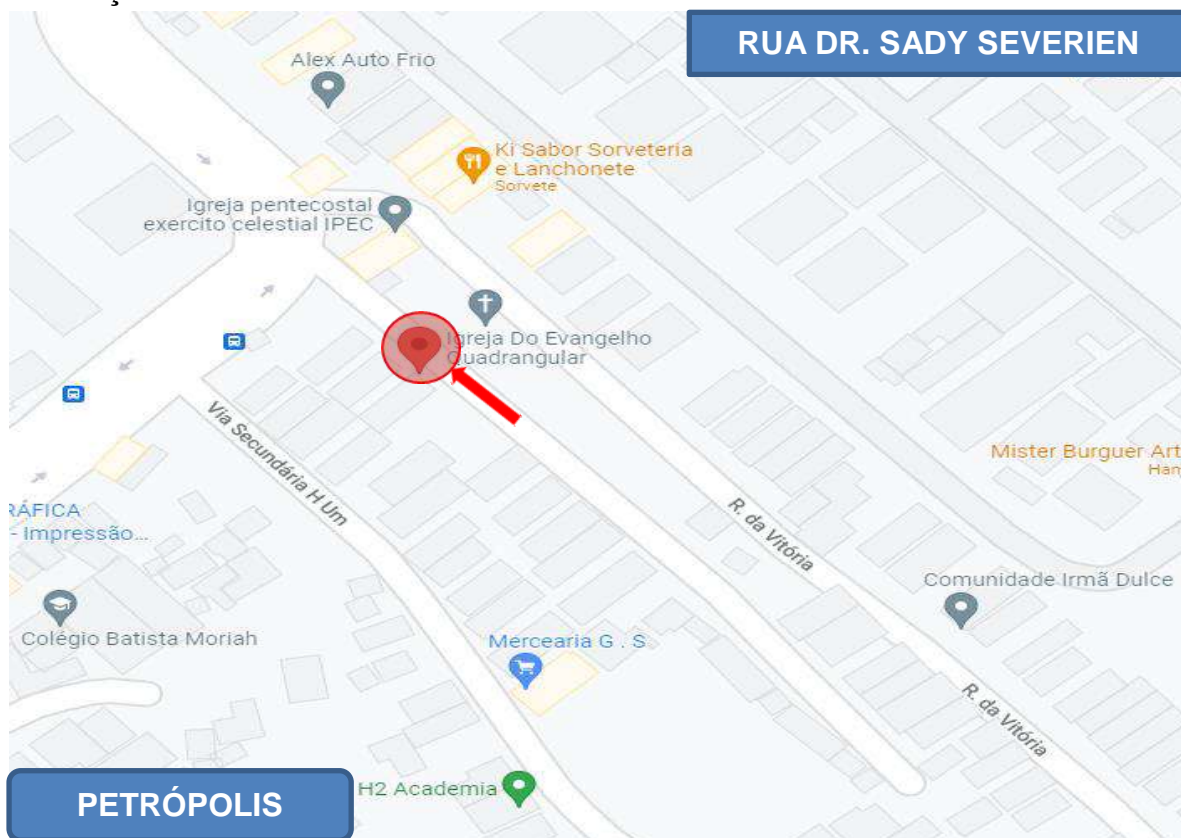 RUA DR. SADY SEVERIEN
Alex Auto Frio
Ki Sabor Sorveteria
e Lanchonete
Sorvete
Igreja pentecostal
exercito celestial IPEC
Igreja Do Evangelho
Quadrangular
Via Secundária H Um
Mister Burguer Art
Han
RÁFICA
- Impressão...
R. da Vitória
Comunidade Irmã Dulce
Colégio Batista Moriah
Mercearia G . S
R. da Vitória
H2 Academia
PETRÓPOLIS